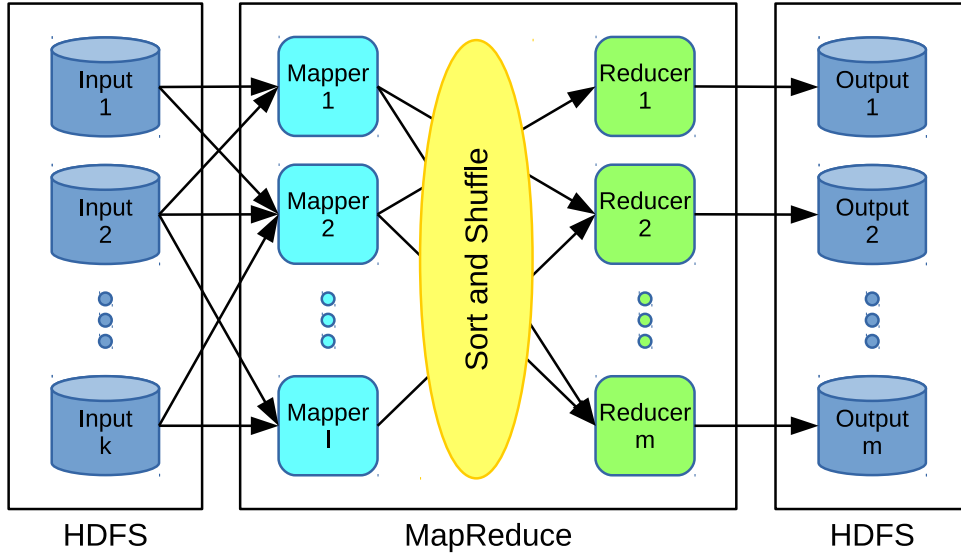 Input
1
Input
2
Input
k
HDFS
Mapper
1
Mapper
2
Mapper
l
Sort and Shuffle
Reducer
1
Reducer
2
Reducer
m
MapReduce
Output
1
Output
2
Output
m
HDFS